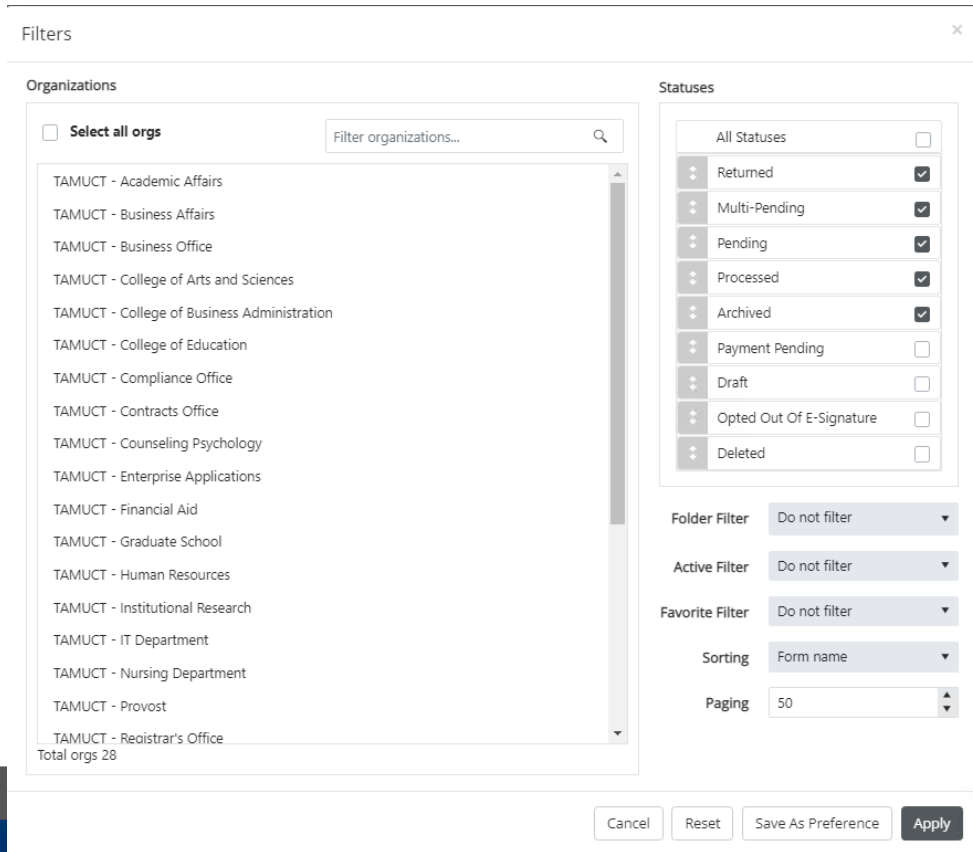 Filters
Organizations
Select all orgs
Filter organizations...
TAMUCT - Academic Affairs
TAMUCT - Business Affairs
TAMUCT - Business Office
TAMUCT - College of Arts and Sciences
TAMUCT - College of Business Administration
TAMUCT - College of Education
TAMUCT - Compliance Office
TAMUCT - Contracts Office
TAMUCT - Counseling Psychology
TAMUCT - Enterprise Applications
TAMUCT - Financial Aid
TAMUCT - Graduate School
TAMUCT - Human Resources
TAMUCT - Institutional Research
TAMUCT - IT Department
TAMUCT - Nursing Department
TAMUCT - Provost
TAMUCT - Registrar's Office
Total orgs 28
Statuses
All Statuses
Returned
Multi-Pending
Pending
Processed
Archived
Payment Pending
Draft
Opted Out Of E-Signature
Deleted
Folder Filter Do not filter
Active Filter Do not filter
Favorite Filter Do not filter
Sorting Form name
Paging 50
Cancel Reset Save As Preference Apply